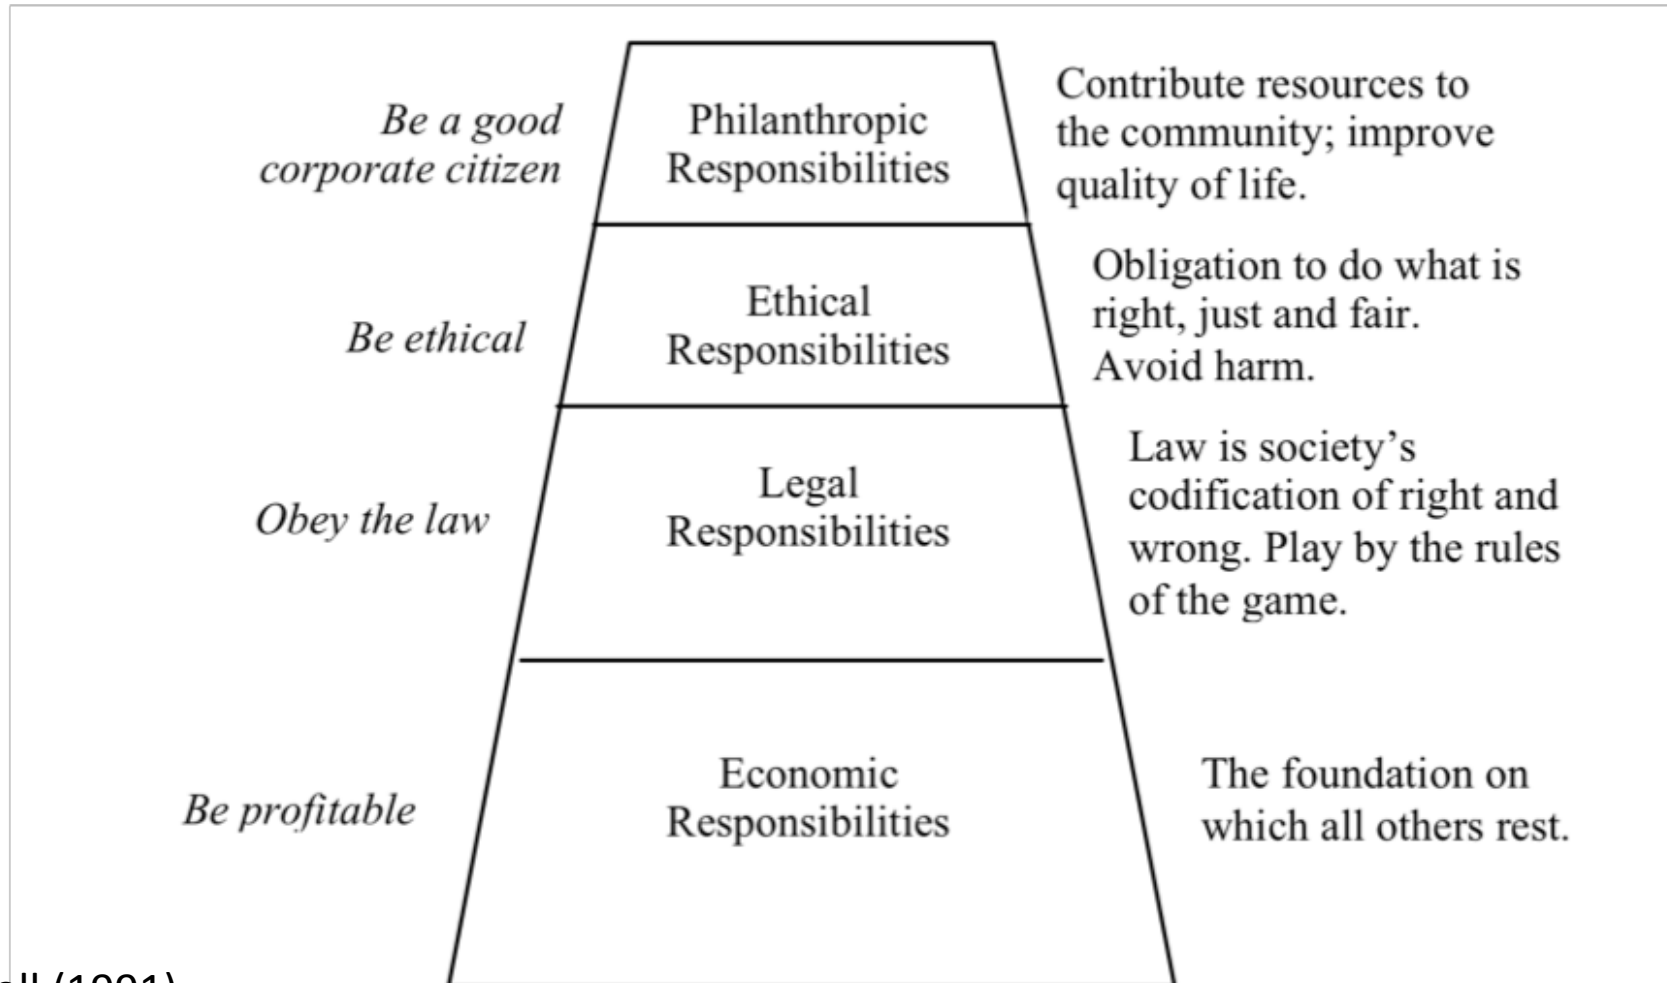 Be a good
corporate citizen
Philanthropic
Responsibilities
Contribute resources to
the community; improve
quality of life.
Be ethical
Ethical
Responsibilities
Obligation to do what is
right, just and fair.
Avoid harm.
Obey the law
Legal
Responsibilities
Law is society’s
codification of right and
wrong. Play by the rules
of the game.
Be profitable
Economic
Responsibilities
The foundation on
which all others rest.
(1991)